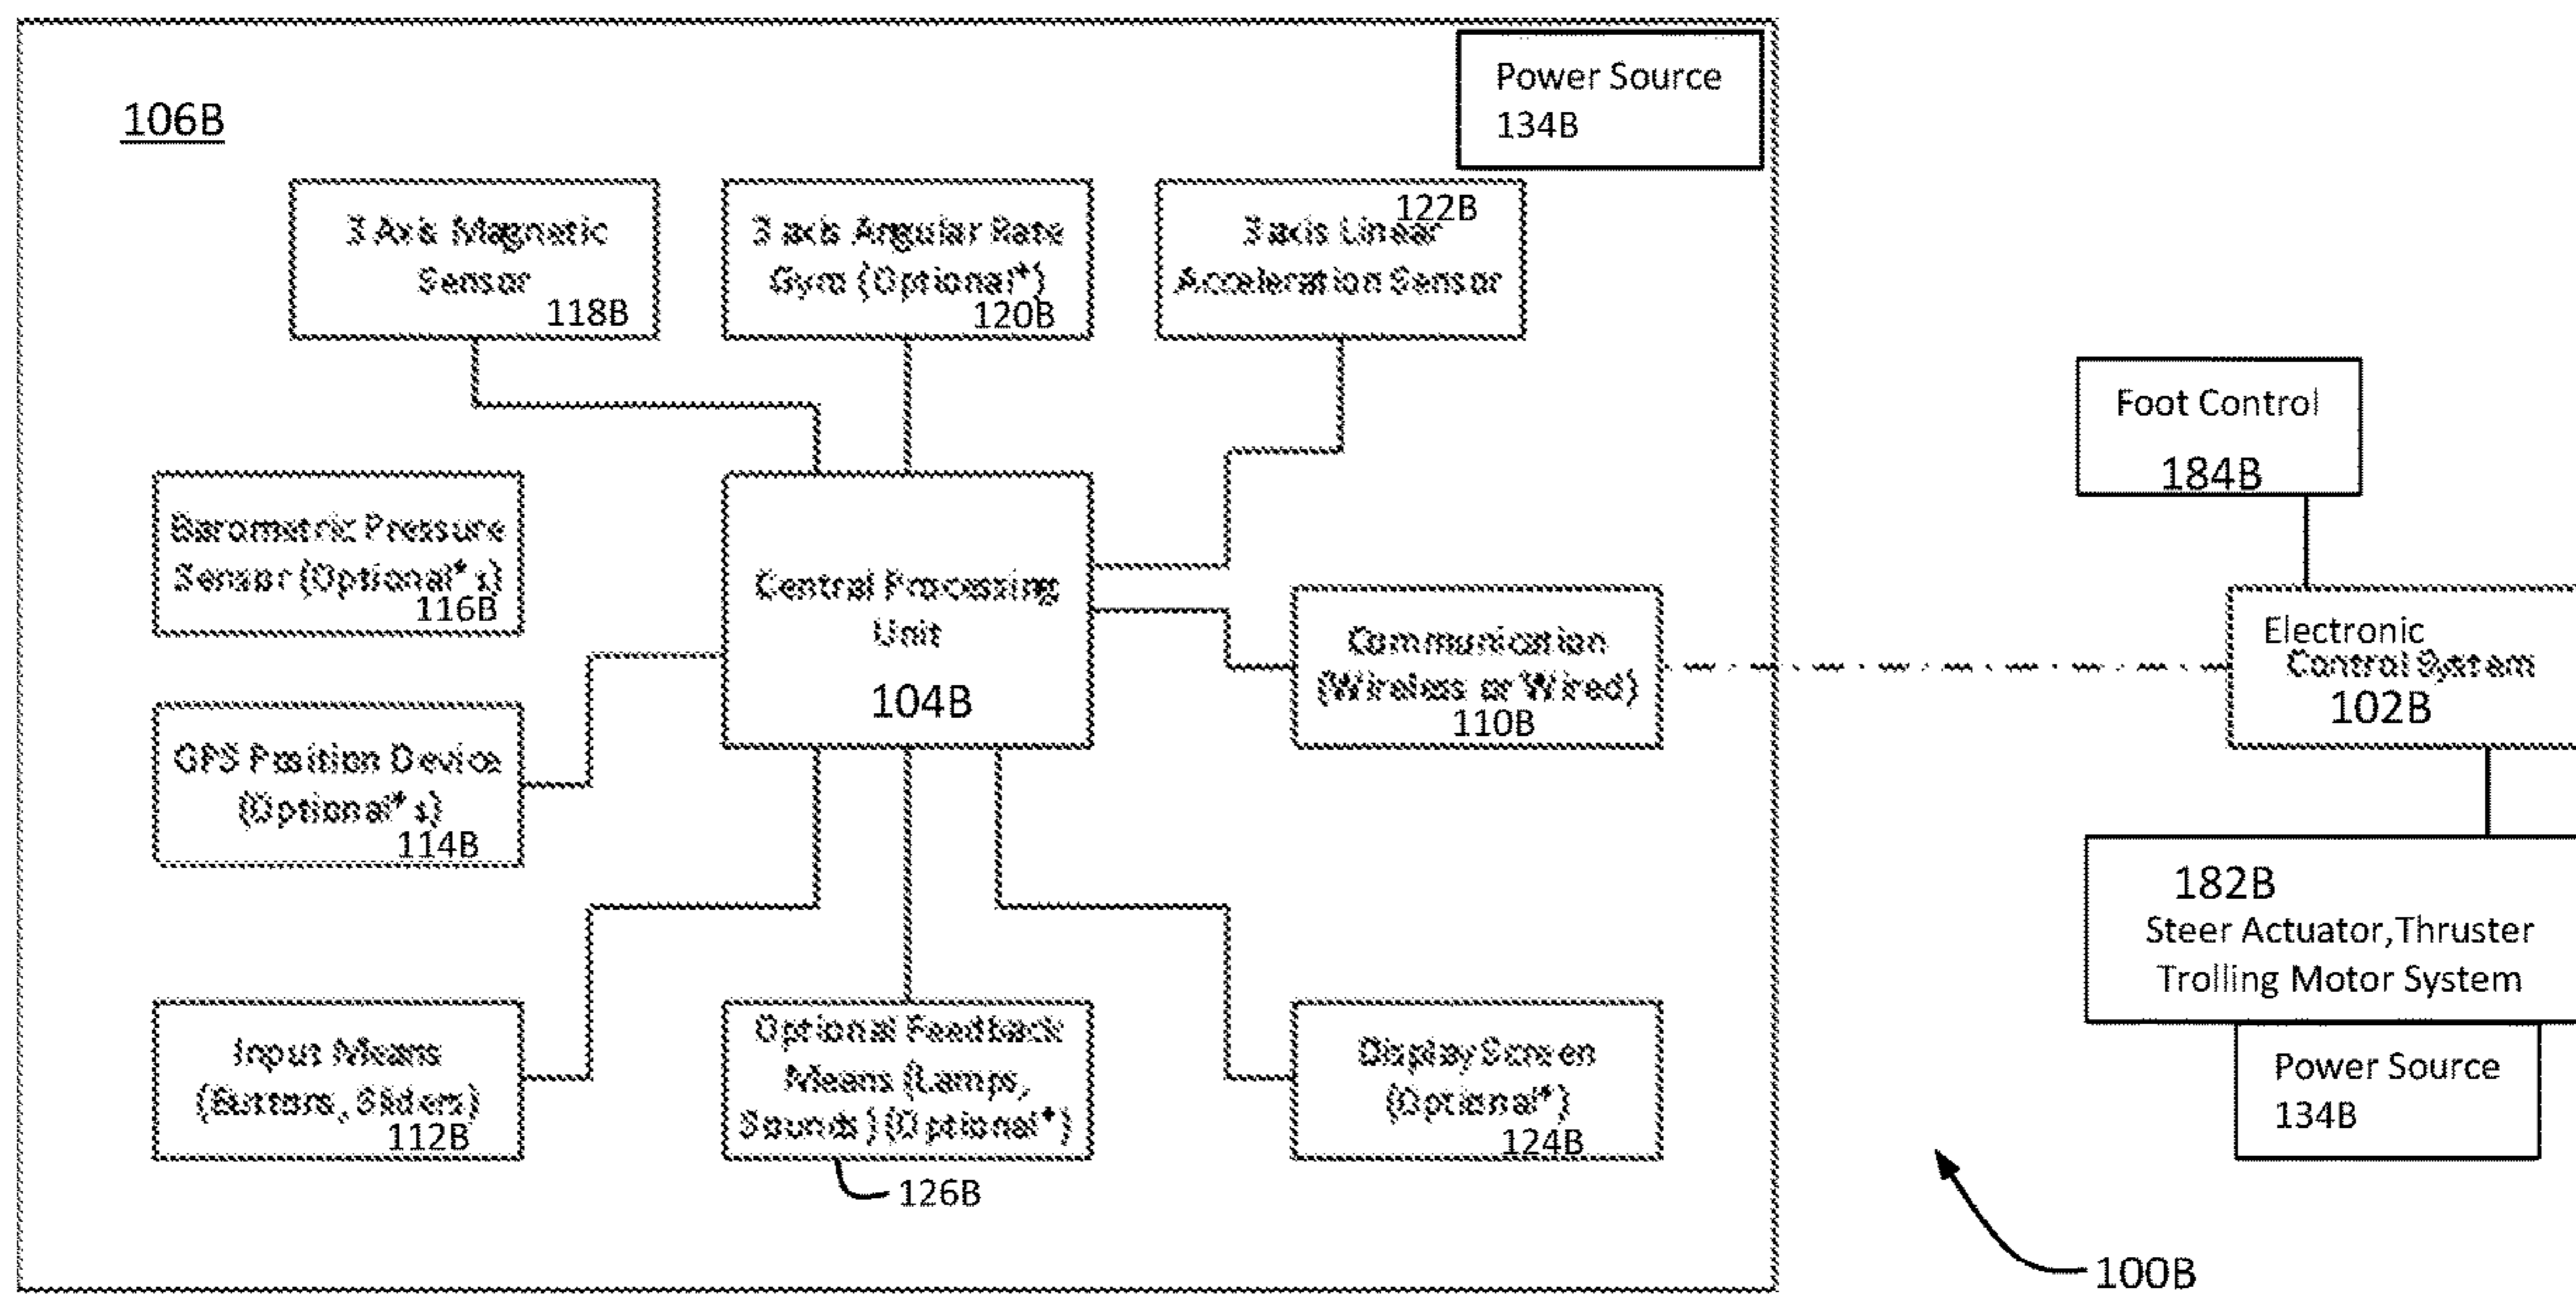 106B
Power Source
134B
3 Axis Magnetic
Sensor
118B
3 axis Angular Rate
Gyro (Optional*)
120B
122B
3 axis Linear
Acceleration Sensor
Foot Control
184B
Barometric Pressure
Sensor (Optional* 1)
116B
Central Processing
Unit
104B
Communication
(Wireless or Wired)
110B
Electronic
Control System
102B
GPS Position Device
(Optional* 1)
114B
182B
Steer Actuator, Thruster
Trolling Motor System
Power Source
134B
Input Means
(Buttons, Sliders)
112B
Optional Feedback
Means (Lamps,
Sounds) (Optional*)
126B
Display Screen
(Optional*)
124B
100B